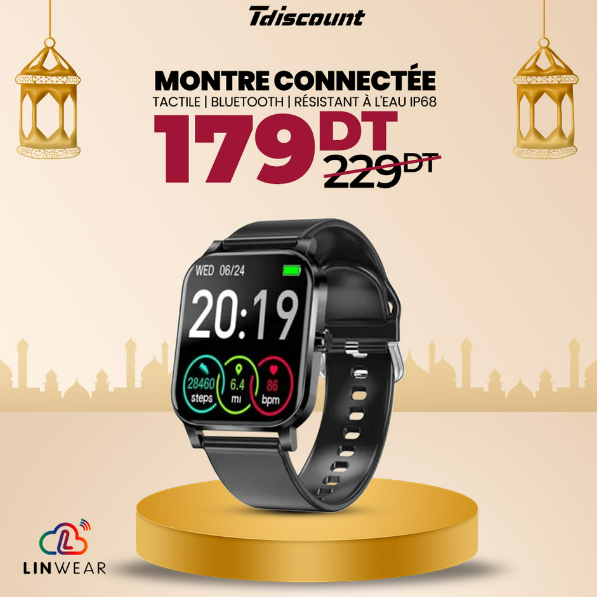 Tdiscount
MONTRE CONNECTÉE
TACTILE | BLUETOOTH | RÉSISTANT À L'EAU IP68
179DT
229DT
WED 06/24
20:19
28460 6.4 86
steps mi bpm
LINWEAR